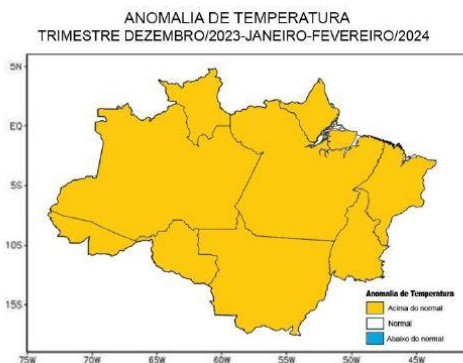 ANOMALIA DE TEMPERATURA
TRIMESTRE DEZEMBRO/2023-JANEIRO-FEVEREIRO/2024
5N
EQ
5S
10S
15S
75W 70W 65W 60W 55W 50W 45W
Anomalia de Temperatura
Acima do normal
Normal
Abaixo do normal